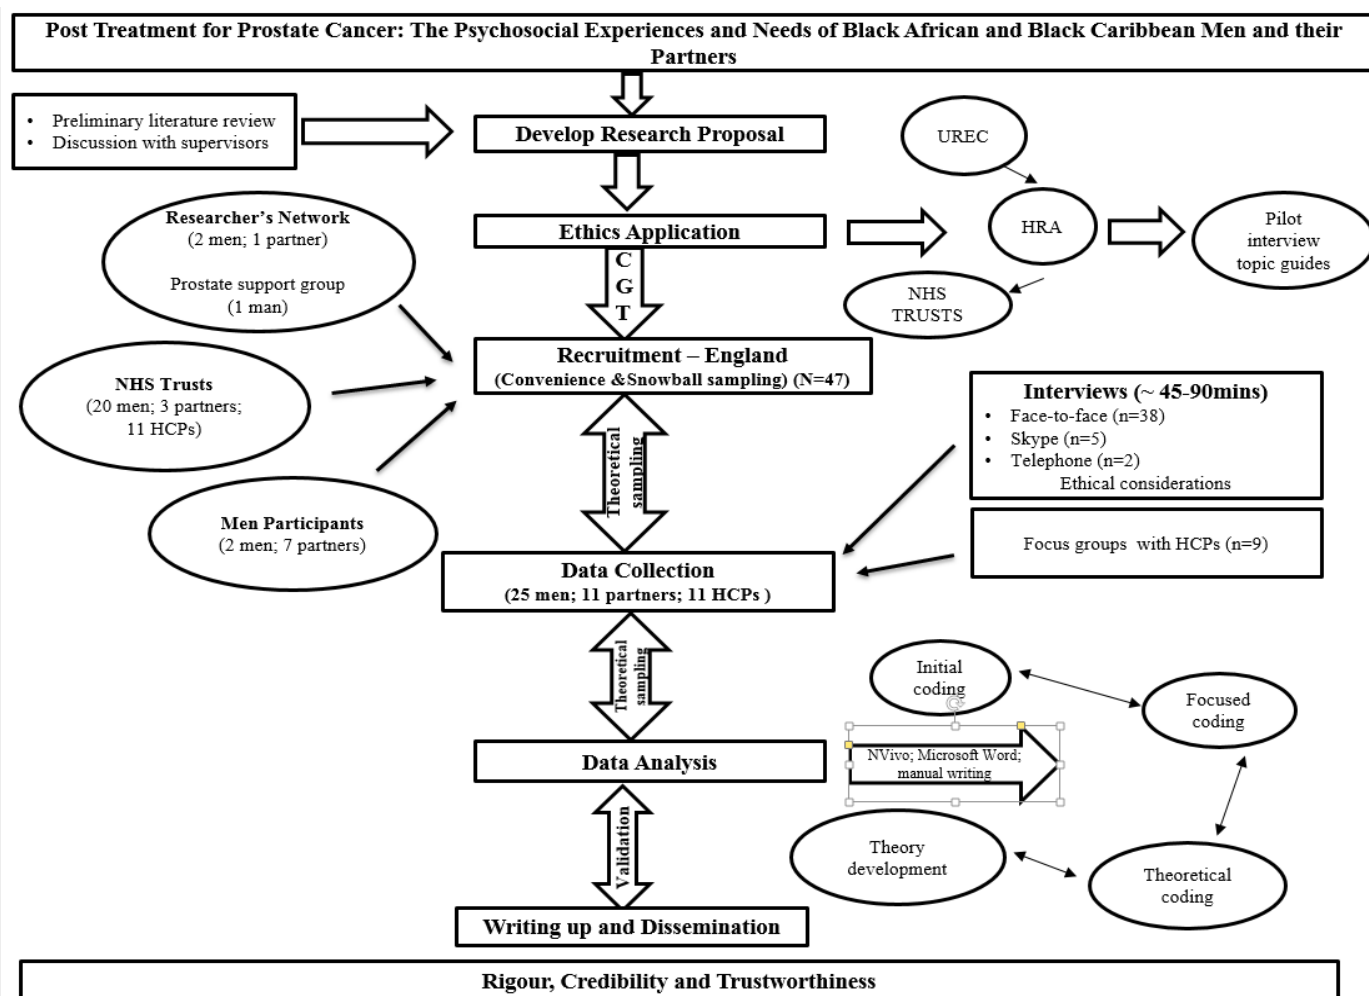 Post Treatment for Prostate Cancer: The Psychosocial Experiences and Needs of Black African and Black Caribbean Men and their
Partners
• Preliminary literature review
• Discussion with supervisors
Develop Research Proposal
UREC
HRA
NHS
TRUSTS
Pilot
interview
topic guides
Ethics Application
C
G
T
Researcher's Network
(2 men; 1 partner)
Prostate support group
(1 man)
NHS Trusts
(20 men; 3 partners;
11 HCPs)
Men Participants
(2 men; 7 partners)
Recruitment – England
(Convenience &Snowball sampling) (N=47)
Theoretical
sampling
Interviews (~ 45-90mins)
• Face-to-face (n=38)
• Skype (n=5)
• Telephone (n=2)
Ethical considerations
Focus groups with HCPs (n=9)
Data Collection
(25 men; 11 partners; 11 HCPs )
Theoretical
sampling
Data Analysis
Initial
coding
Focused
coding
NVivo; Microsoft Word;
manual writing
Theory
development
Theoretical
coding
Validation
Writing up and Dissemination
Rigour, Credibility and Trustworthiness